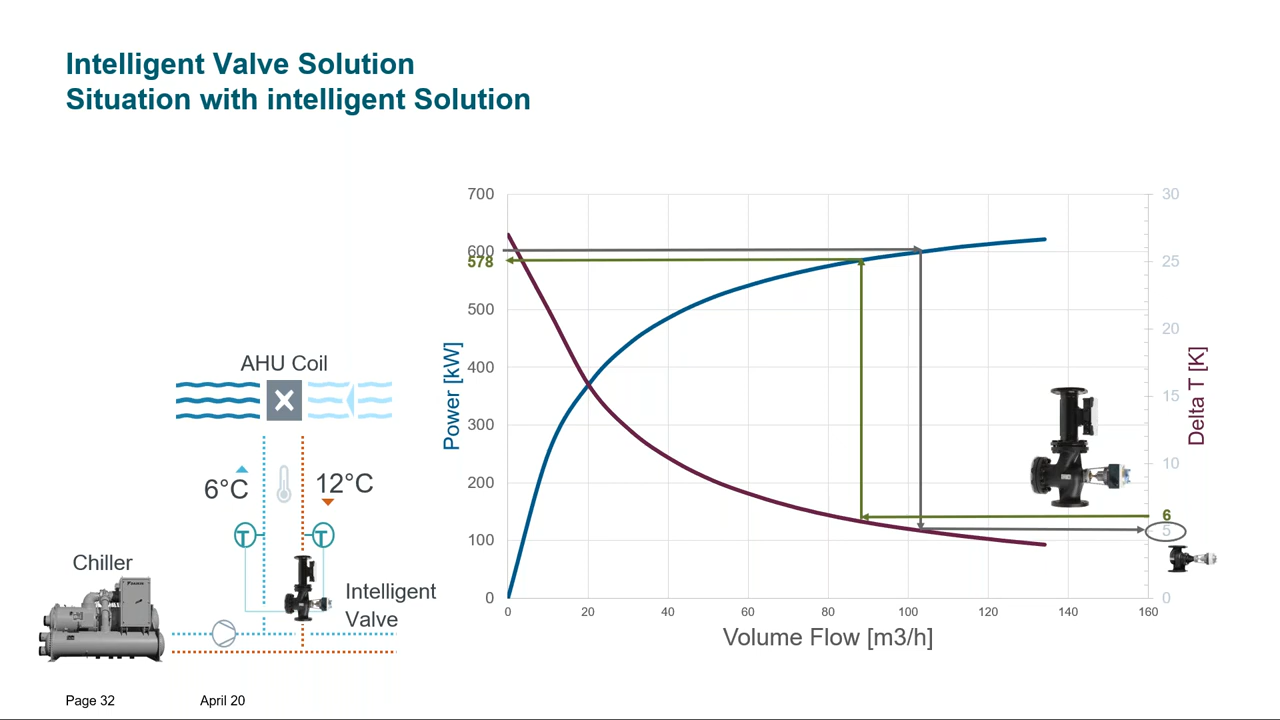 Intelligent Valve Solution
Situation with intelligent Solution
700
600
578
500
400
300
200
100
0
Power [kW]
0
20
40
60
80
100
120
140
160
Volume Flow [m3/h]
30
25
20
15
10
6
5
0
Delta T [K]
AHU Coil
6°C
12°C
T
T
Chiller
Intelligent
Valve
Page 32
April 20